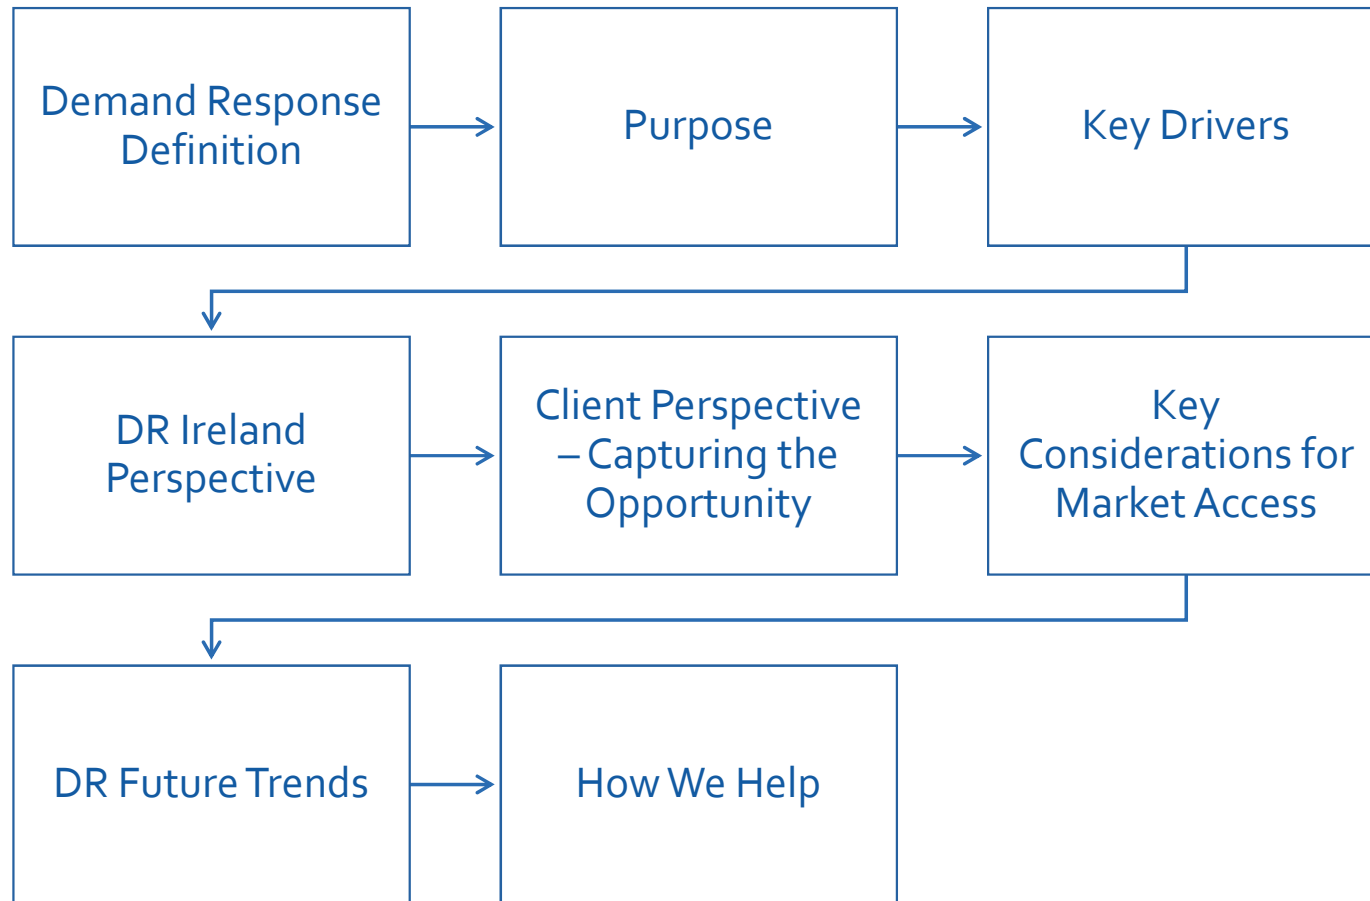 Demand Response
Definition
Purpose
Key Drivers
DR Ireland
Perspective
Client Perspective
– Capturing the
Opportunity
Key
Considerations for
Market Access
DR Future Trends
How We Help